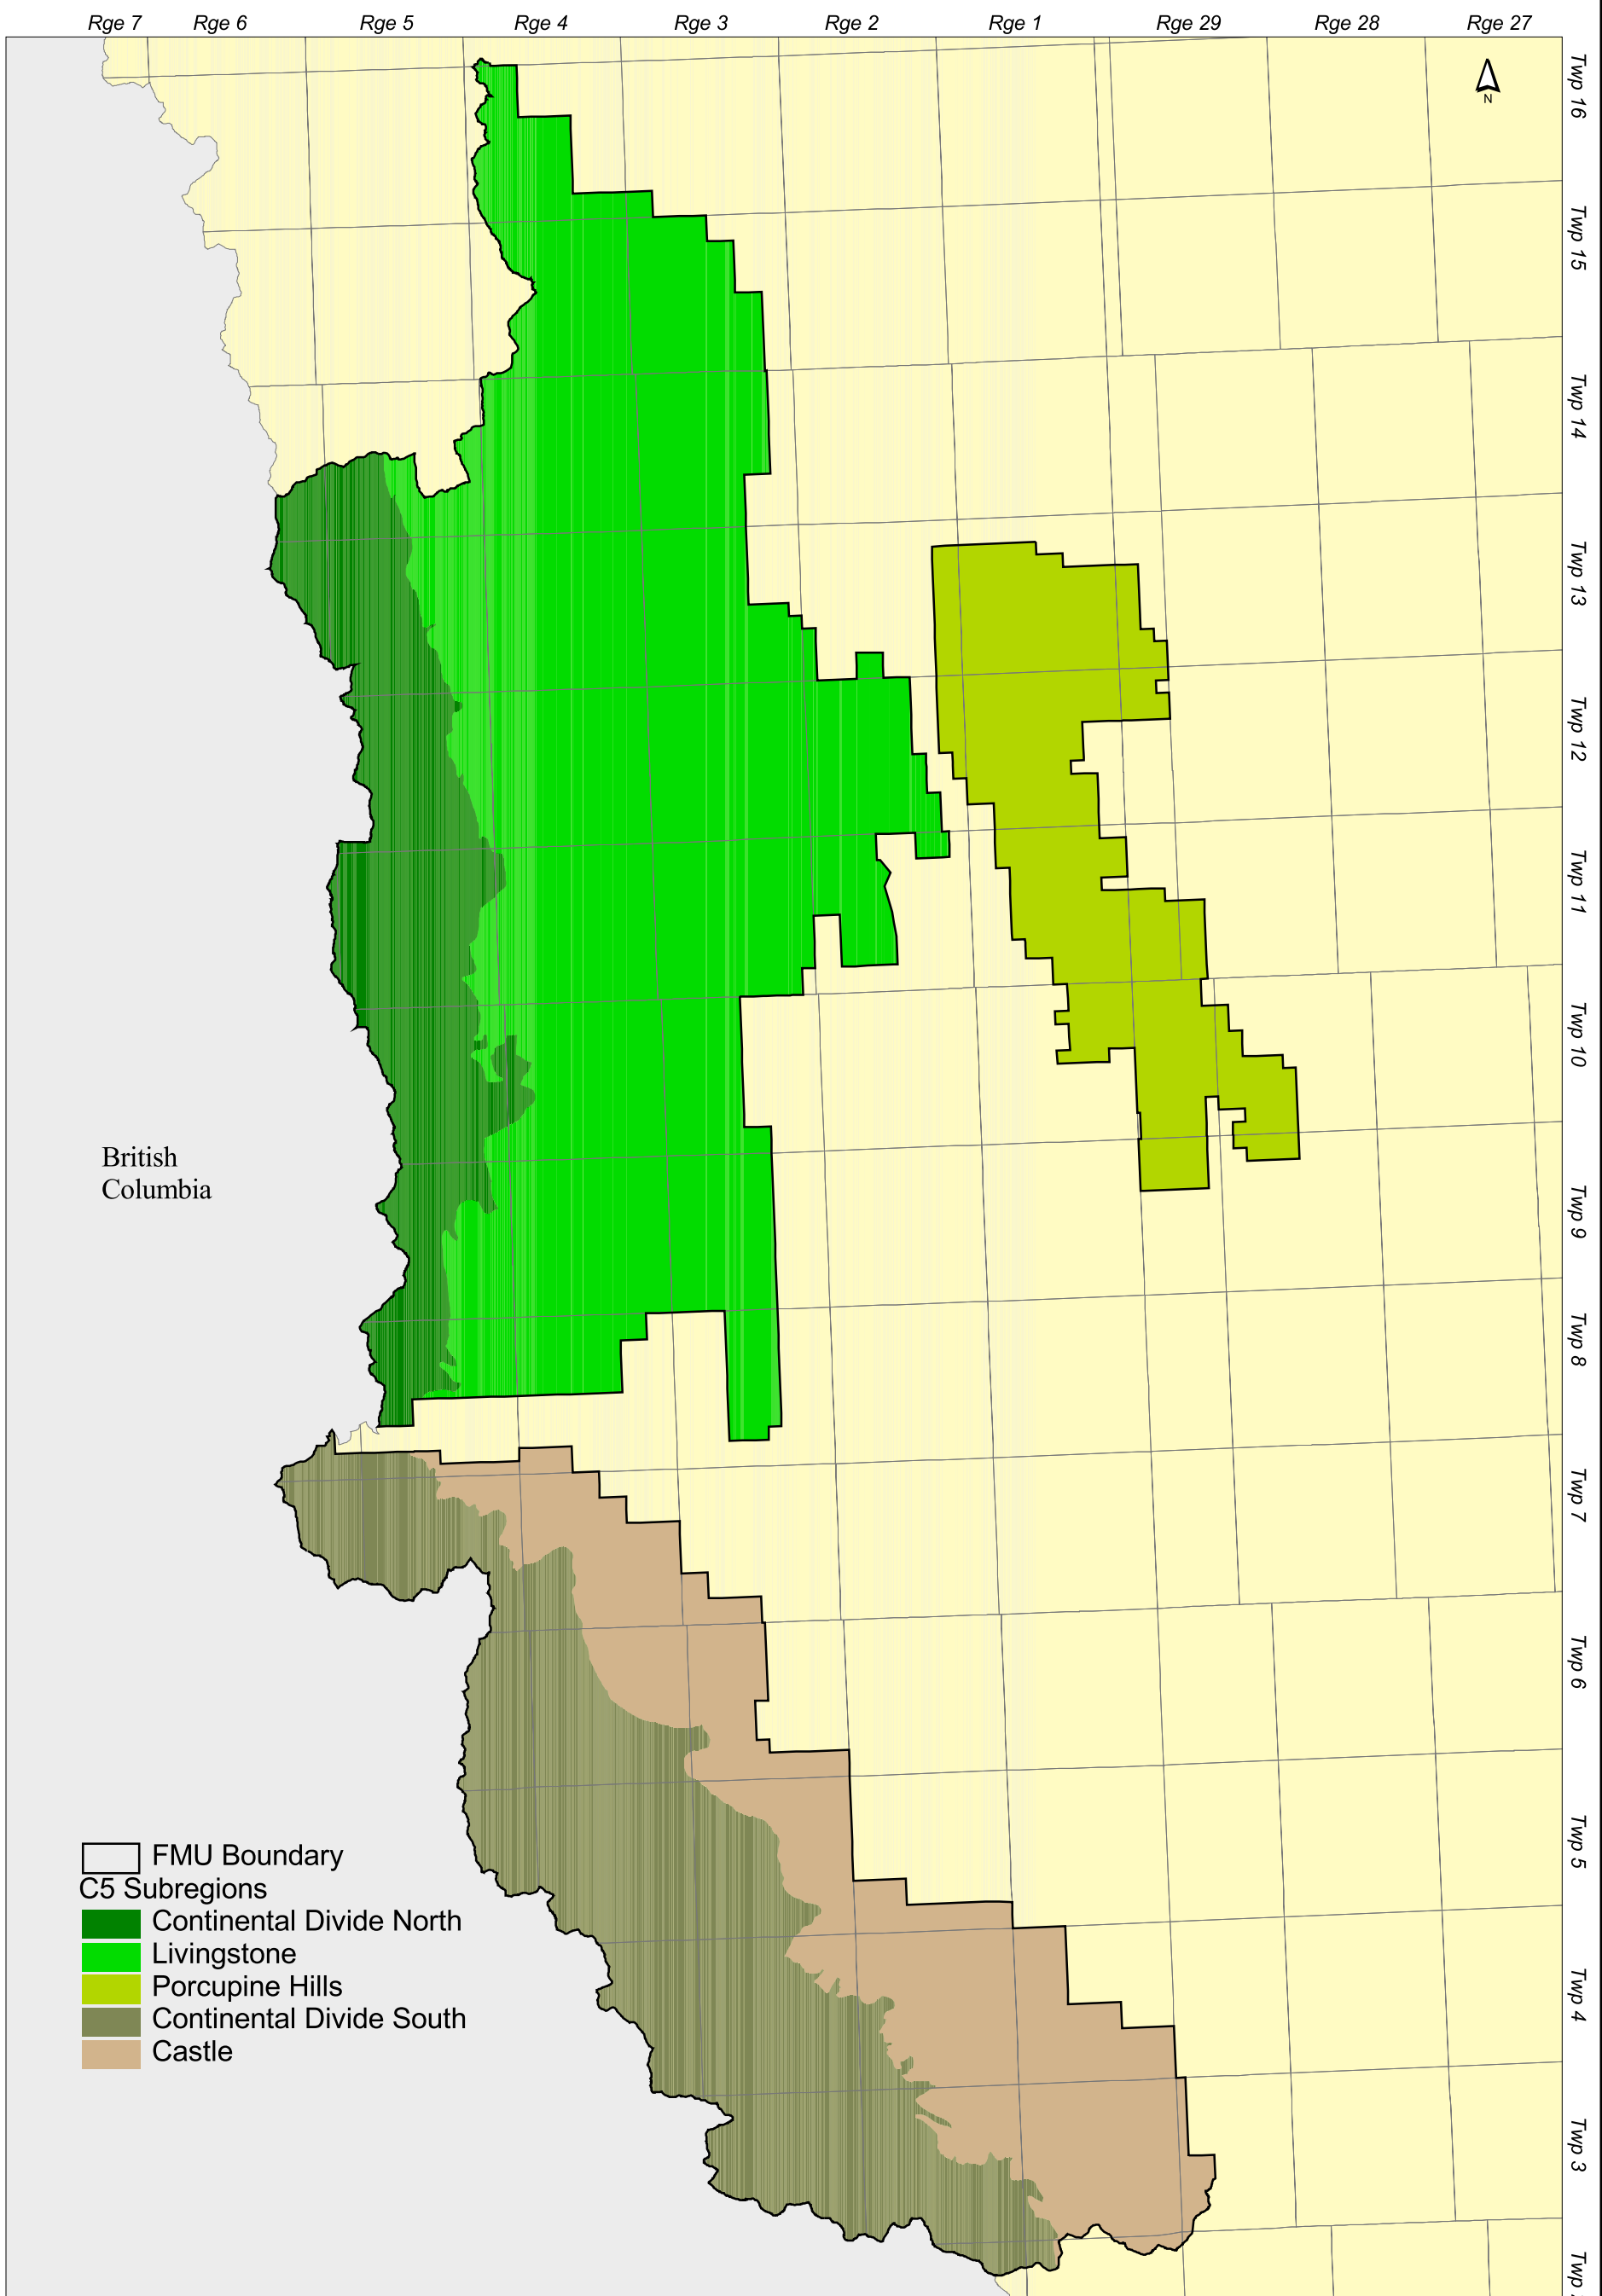 Rge 7 Rge 6 Rge 5 Rge 4 Rge 3 Rge 2 Rge 1 Rge 29 Rge 28 Rge 27
Twp 16
N
Twp 15
Twp 14
Twp 13
Twp 12
Twp 11
Twp 10
British
Columbia
Twp 9
Twp 8
Twp 7
Twp 6
Twp 5
FMU Boundary
C5 Subregions
Continental Divide North
Livingstone
Porcupine Hills
Twp 4
Continental Divide South
Castle
Twp 3
Twp